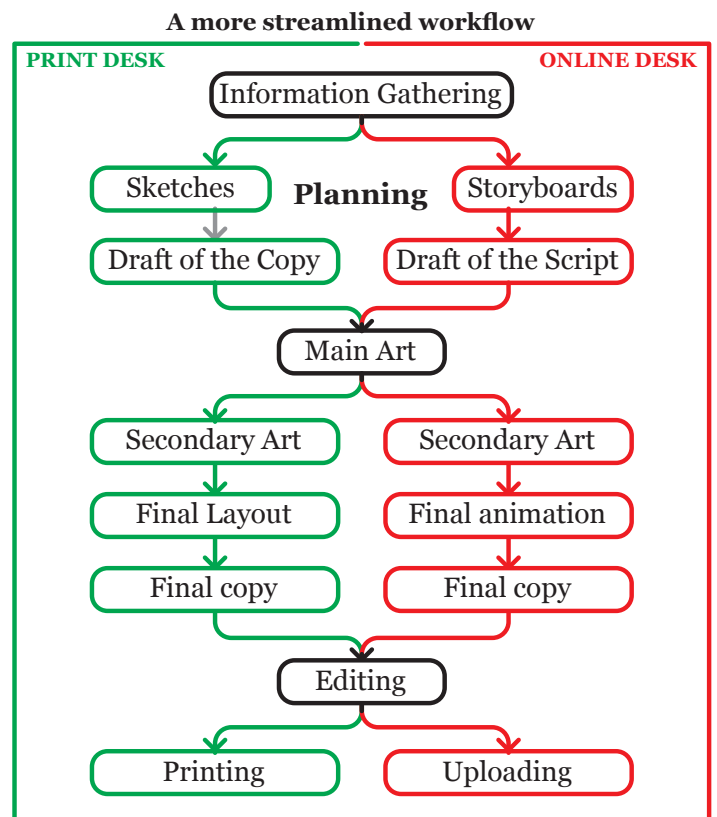 A more streamlined workflow
PRINT DESK
ONLINE DESK
Information Gathering
Sketches
Planning
Storyboards
Draft of the Copy
Draft of the Script
Main Art
Secondary Art
Secondary Art
Final Layout
Final animation
Final copy
Final copy
Editing
Printing
Uploading